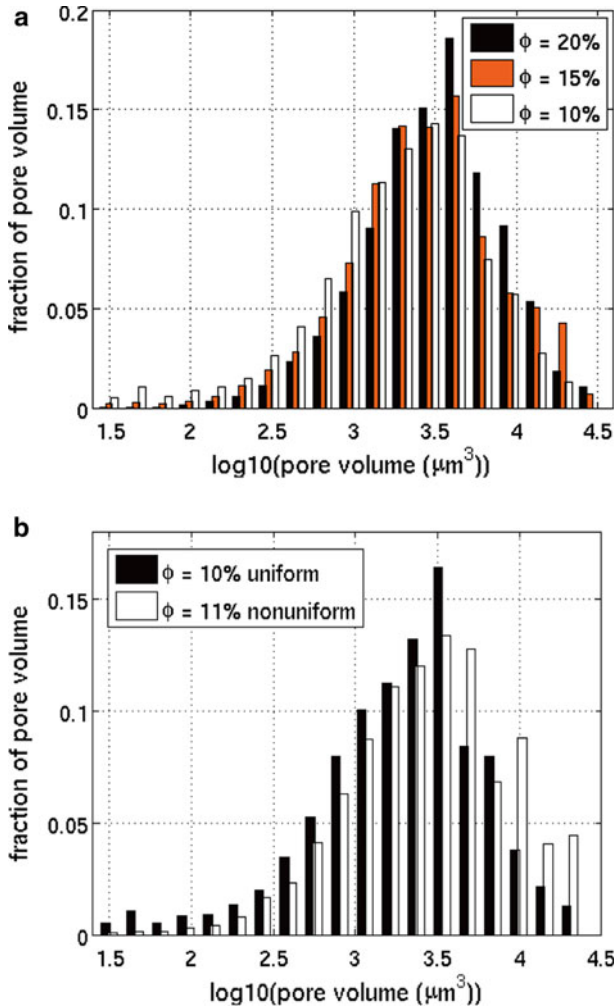 a
0.2
0.15
0.1
0.05
0
fraction of pore volume
ϕ = 20%
ϕ = 15%
ϕ = 10%
1.5 2 2.5 3 3.5 4 4.5
log10(pore volume (μm³))
b
0.15
0.1
0.05
0
fraction of pore volume
ϕ = 10% uniform
ϕ = 11% nonuniform
1.5 2 2.5 3 3.5 4.0 4.5
log10(pore volume (μm³))